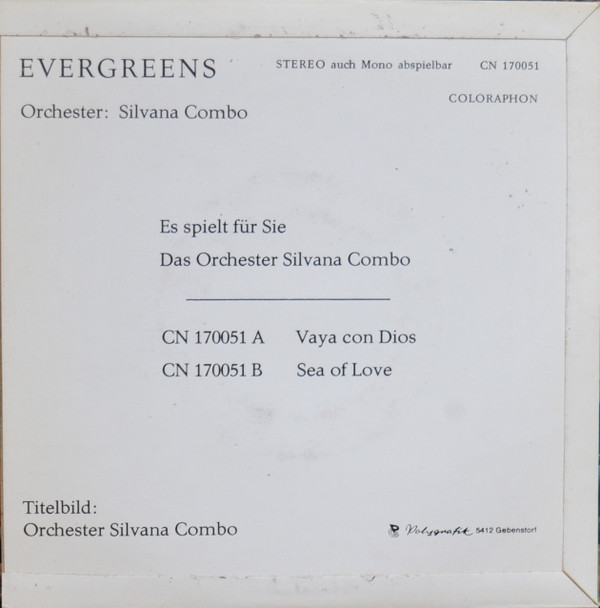 EVERGREENS
STEREO auch Mono abspielbar CN 170051
COLORAPHON
Orchester: Silvana Combo
Es spielt für Sie
Das Orchester Silvana Combo
CN 170051 A Vaya con Dios
CN 170051 B Sea of Love
Titelbild:
Orchester Silvana Combo
Polygrafik 5412 Gebenstorf